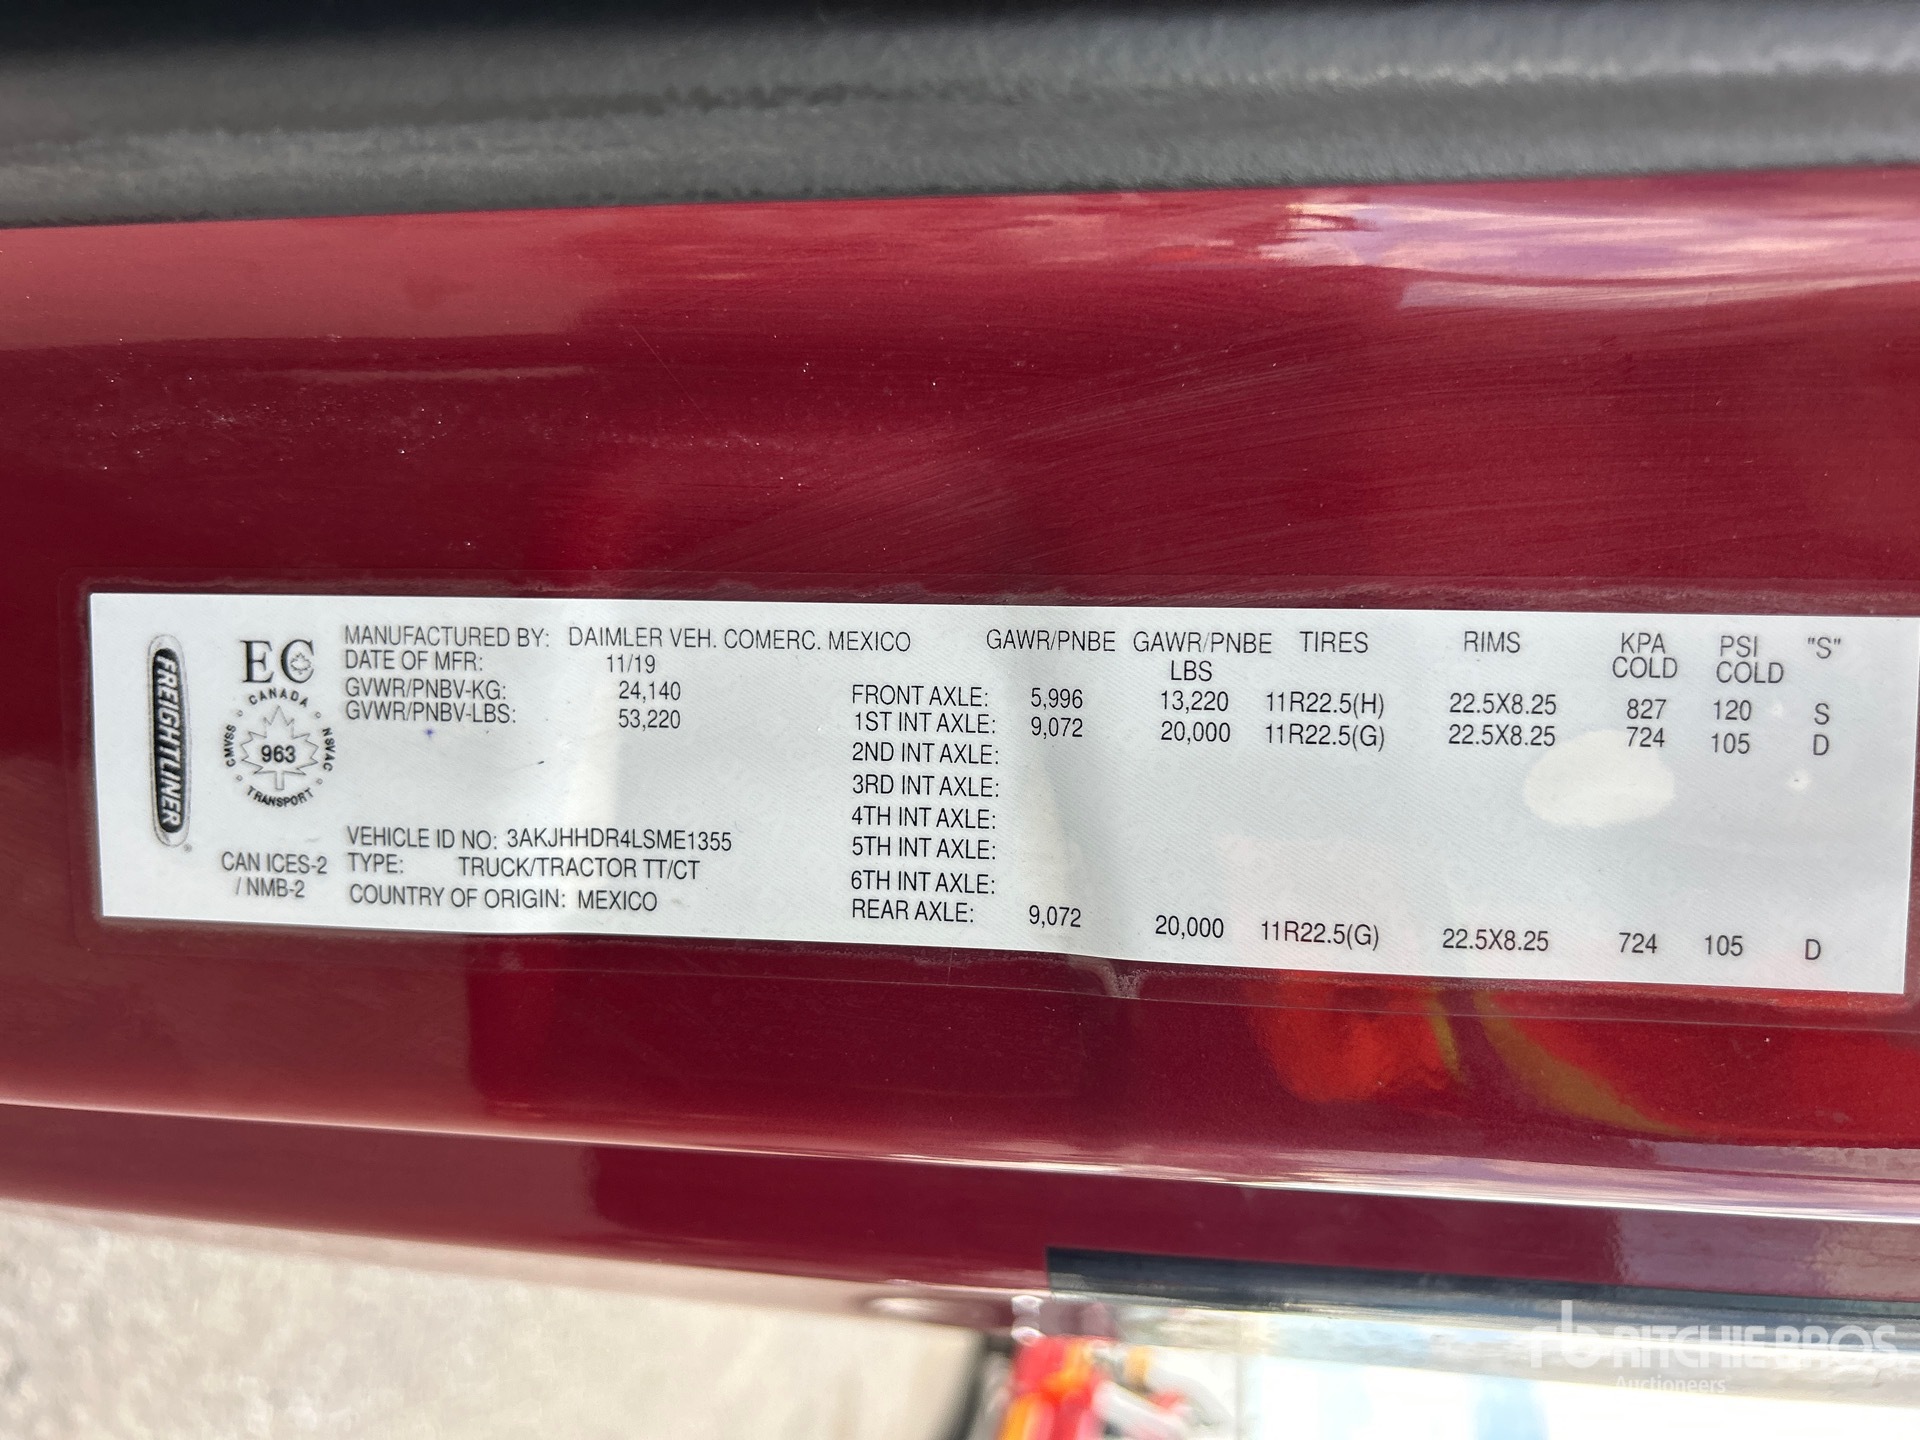 FREIGHTLINER
EC
CANADA
CMVSS
963
NSVAC
TRANSPORT
CAN ICES-2
/ NMB-2
MANUFACTURED BY: DAIMLER VEH. COMERC. MEXICO
DATE OF MFR: 11/19
GVWR/PNBV-KG: 24,140
GVWR/PNBV-LBS: 53,220
VEHICLE ID NO: 3AKJHHDR4LSME1355
TYPE: TRUCK/TRACTOR TT/CT
COUNTRY OF ORIGIN: MEXICO
GAWR/PNBE GAWR/PNBE TIRES RIMS KPA PSI "S"
LBS COLD COLD
FRONT AXLE: 5,996 13,220 11R22.5(H) 22.5X8.25 827 120 S
1ST INT AXLE: 9,072 20,000 11R22.5(G) 22.5X8.25 724 105 D
2ND INT AXLE:
3RD INT AXLE:
4TH INT AXLE:
5TH INT AXLE:
6TH INT AXLE:
REAR AXLE: 9,072 20,000 11R22.5(G) 22.5X8.25 724 105 D
rb RITCHIE BROS
Auctioneers